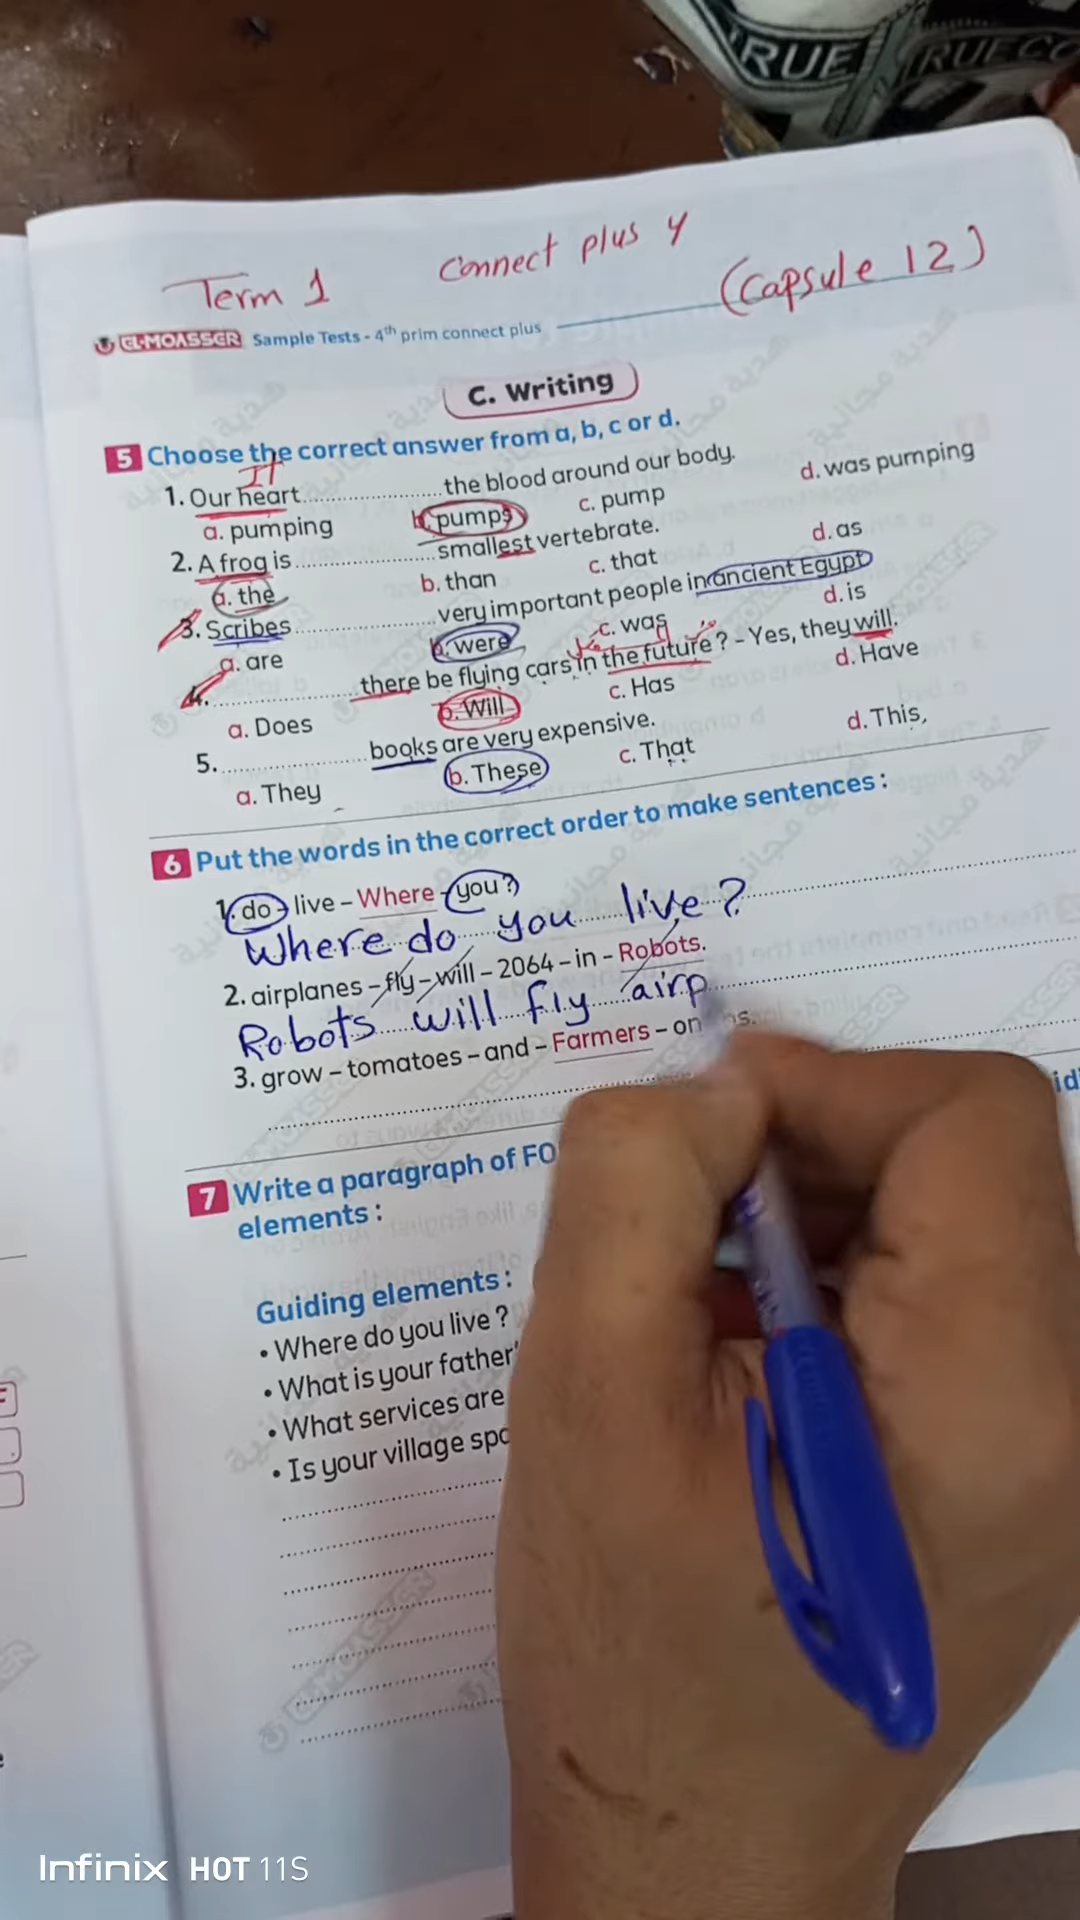 RUE
RUE CO
Term 1
Connect plus 4
(Capsule 12)
EL-MOASSER Sample Tests - 4th prim connect plus
C. Writing
5 Choose the correct answer from a, b, c or d.
It
1. Our heart ........ the blood around our body.
a. pumping b. pumps c. pump d. was pumping
2. A frog is ........ smallest vertebrate.
a. the b. than c. that d. as
3. Scribes ........ very important people in ancient Egypt
a. are b. were c. was d. is
4. ........ there be flying cars in the future? - Yes, they will.
a. Does b. Will c. Has d. Have
5. ........ books are very expensive.
a. They b. These c. That d. This,
6 Put the words in the correct order to make sentences :
1. do - live - Where - you?
Where do you live?
2. airplanes - fly - will - 2064 - in - Robots.
Robots will fly airp
3. grow - tomatoes - and - Farmers - on
7 Write a paragraph of FO
elements :
Guiding elements :
• Where do you live ?
• What is your father'
• What services are
• Is your village spa
Infinix HOT 11S